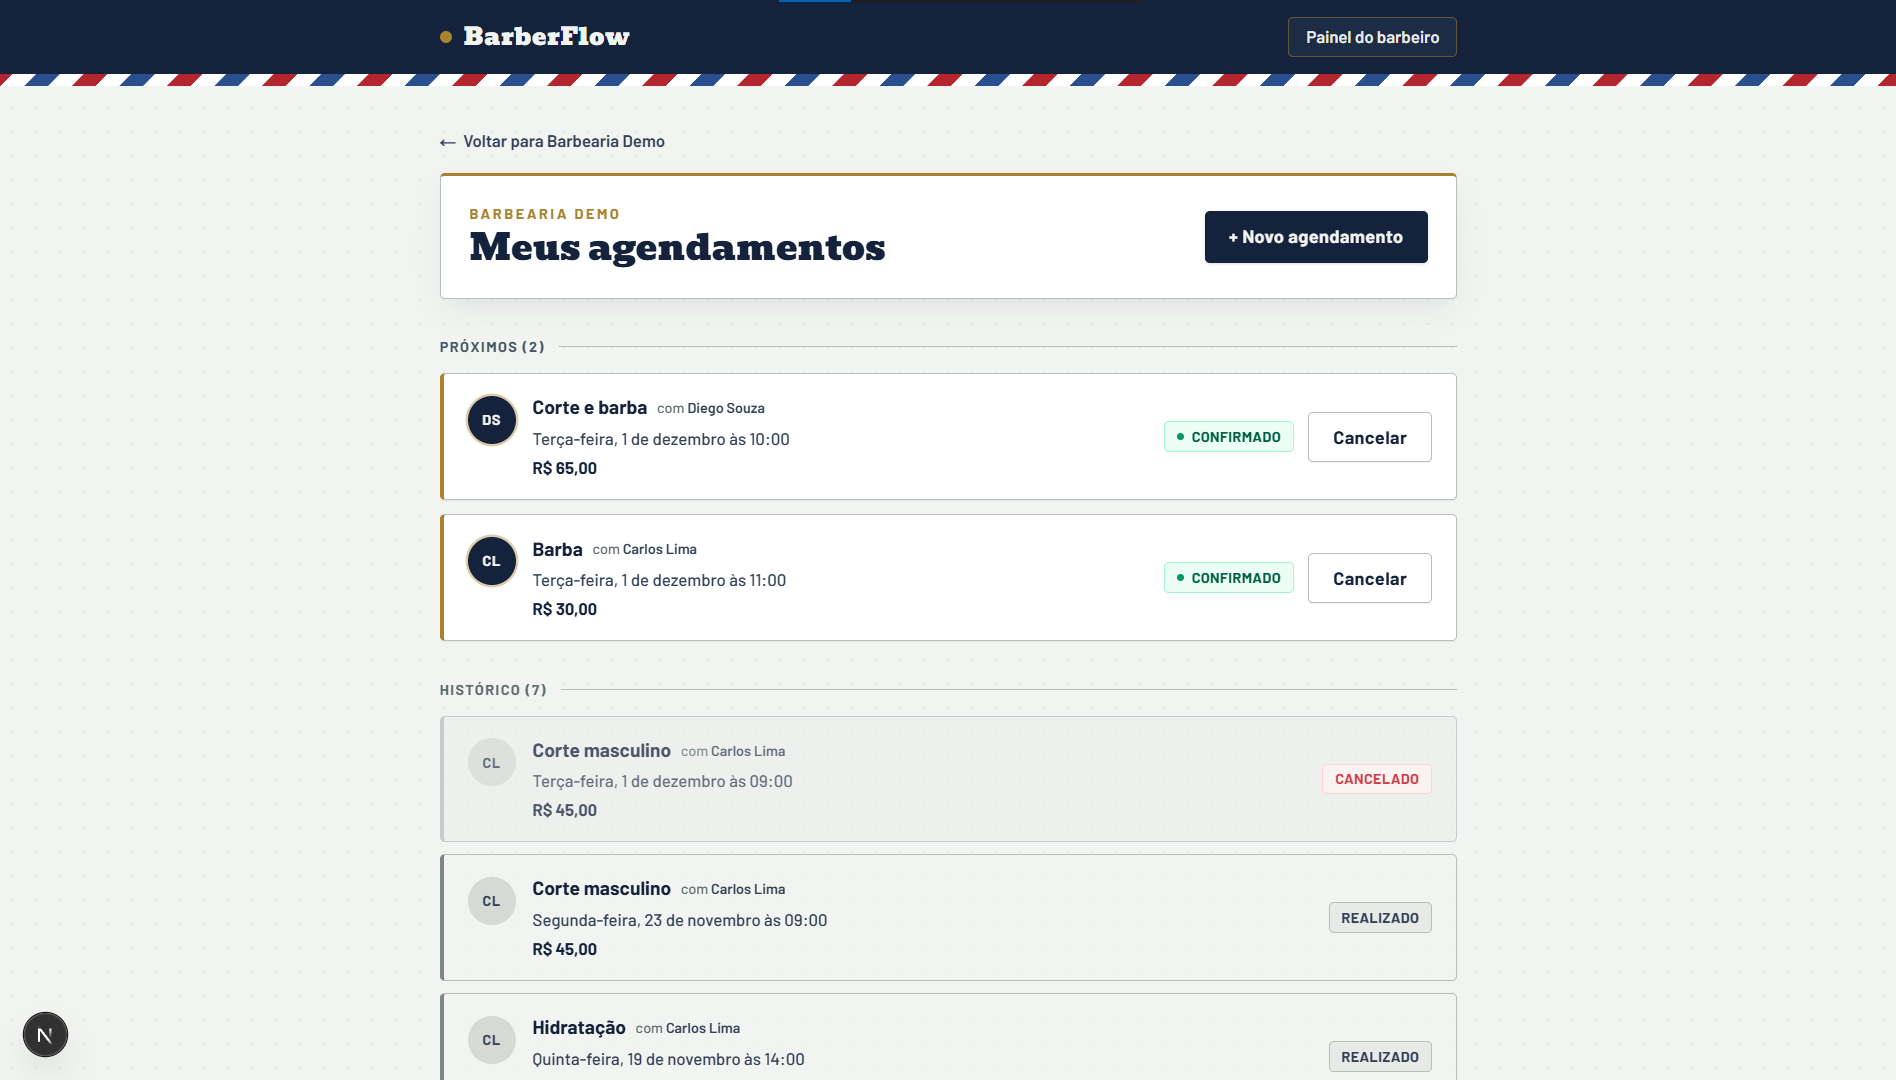 BarberFlow
Painel do barbeiro
← Voltar para Barbearia Demo
BARBEARIA DEMO
Meus agendamentos
+ Novo agendamento
PRÓXIMOS (2)
DS
Corte e barba com Diego Souza
Terça-feira, 1 de dezembro às 10:00
R$ 65,00
CONFIRMADO
Cancelar
CL
Barba com Carlos Lima
Terça-feira, 1 de dezembro às 11:00
R$ 30,00
CONFIRMADO
Cancelar
HISTÓRICO (7)
CL
Corte masculino com Carlos Lima
Terça-feira, 1 de dezembro às 09:00
R$ 45,00
CANCELADO
CL
Corte masculino com Carlos Lima
Segunda-feira, 23 de novembro às 09:00
R$ 45,00
REALIZADO
CL
Hidratação com Carlos Lima
Quinta-feira, 19 de novembro às 14:00
REALIZADO
N